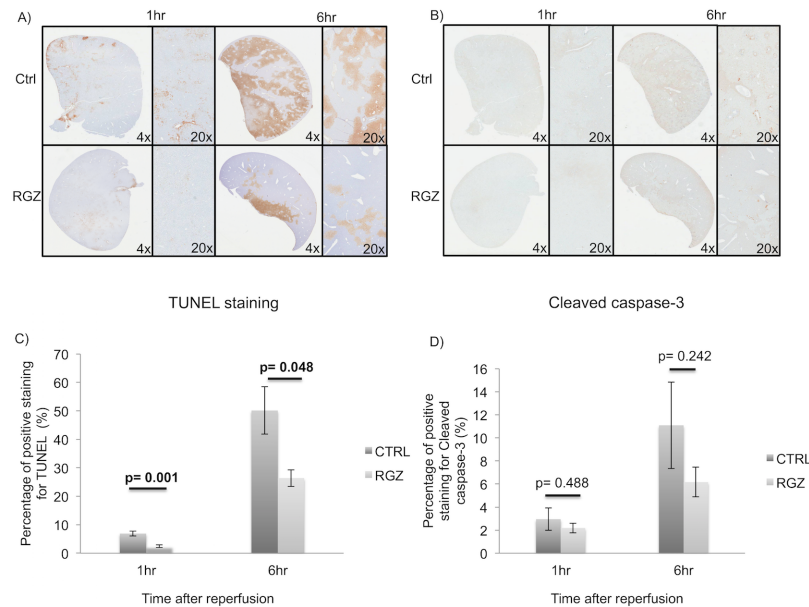 A)
1hr
6hr
Ctrl
4x
20x
4x
20x
RGZ
4x
20x
4x
20x
B)
1hr
6hr
Ctrl
4x
20x
4x
20x
RGZ
4x
20x
4x
20x
TUNEL staining
Cleaved caspase-3
C)
Percentage of positive staining
for TUNEL (%)
70
60
50
40
30
20
10
0
p= 0.001
p= 0.048
1hr
6hr
CTRL
RGZ
Time after reperfusion
D)
Percentage of positive
staining for Cleaved
caspase-3 (%)
16
14
12
10
8
6
4
2
0
p= 0.488
p= 0.242
1hr
6hr
CTRL
RGZ
Time after reperfusion